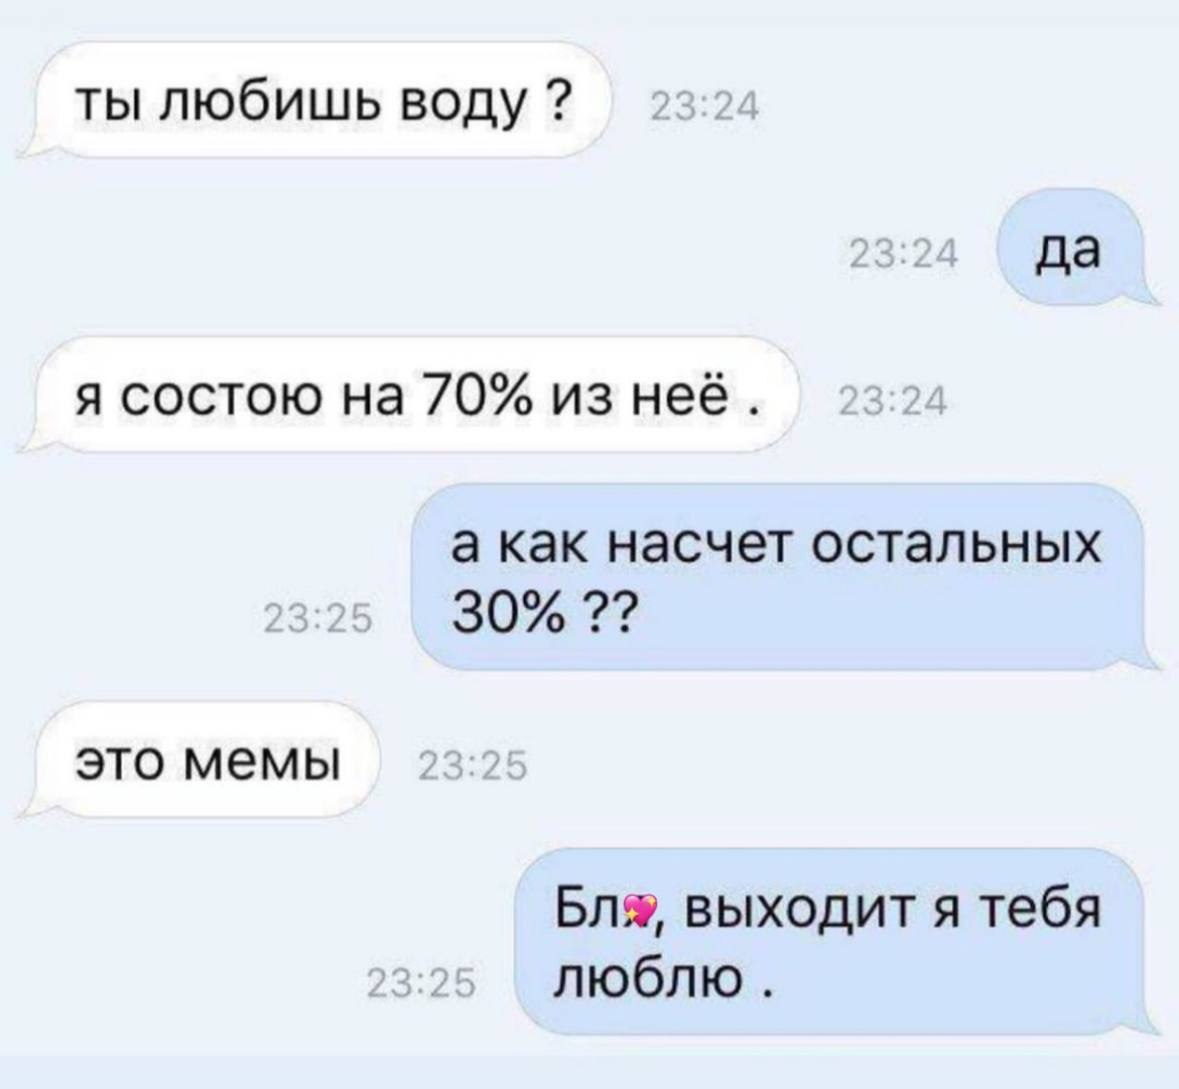 ты любишь воду ? 23:24
23:24 да
я состою на 70% из неё . 23:24
а как насчет остальных
23:25 30% ??
это мемы 23:25
Бл💖, выходит я тебя
23:25 люблю .